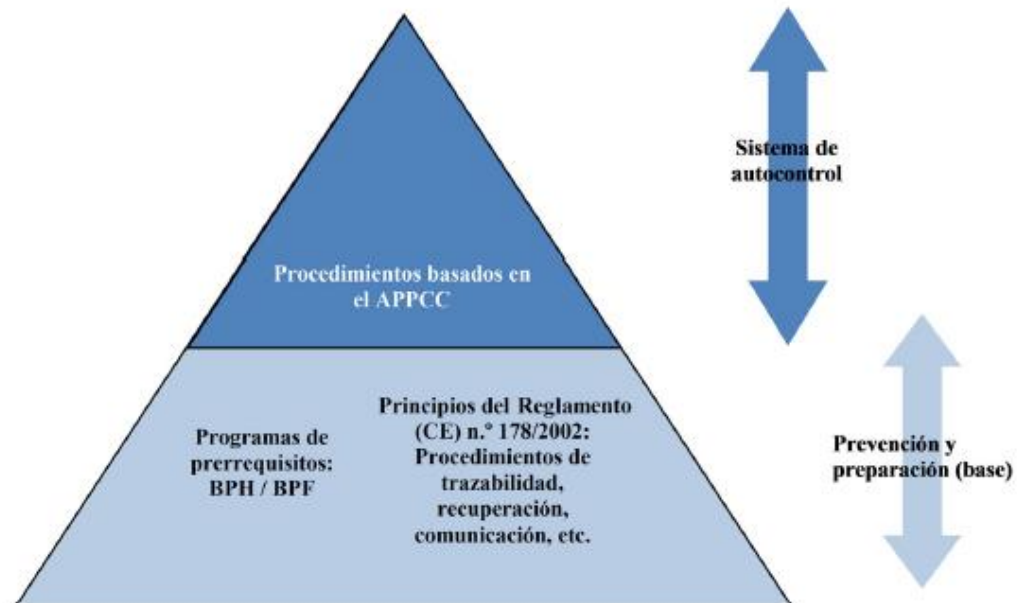 Sistema de
autocontrol
Procedimientos basados en
el APPCC
Programas de
prerrequisitos:
BPH / BPF
Principios del Reglamento
(CE) n.º 178/2002:
Procedimientos de
trazabilidad,
recuperación,
comunicación, etc.
Prevención y
preparación (base)